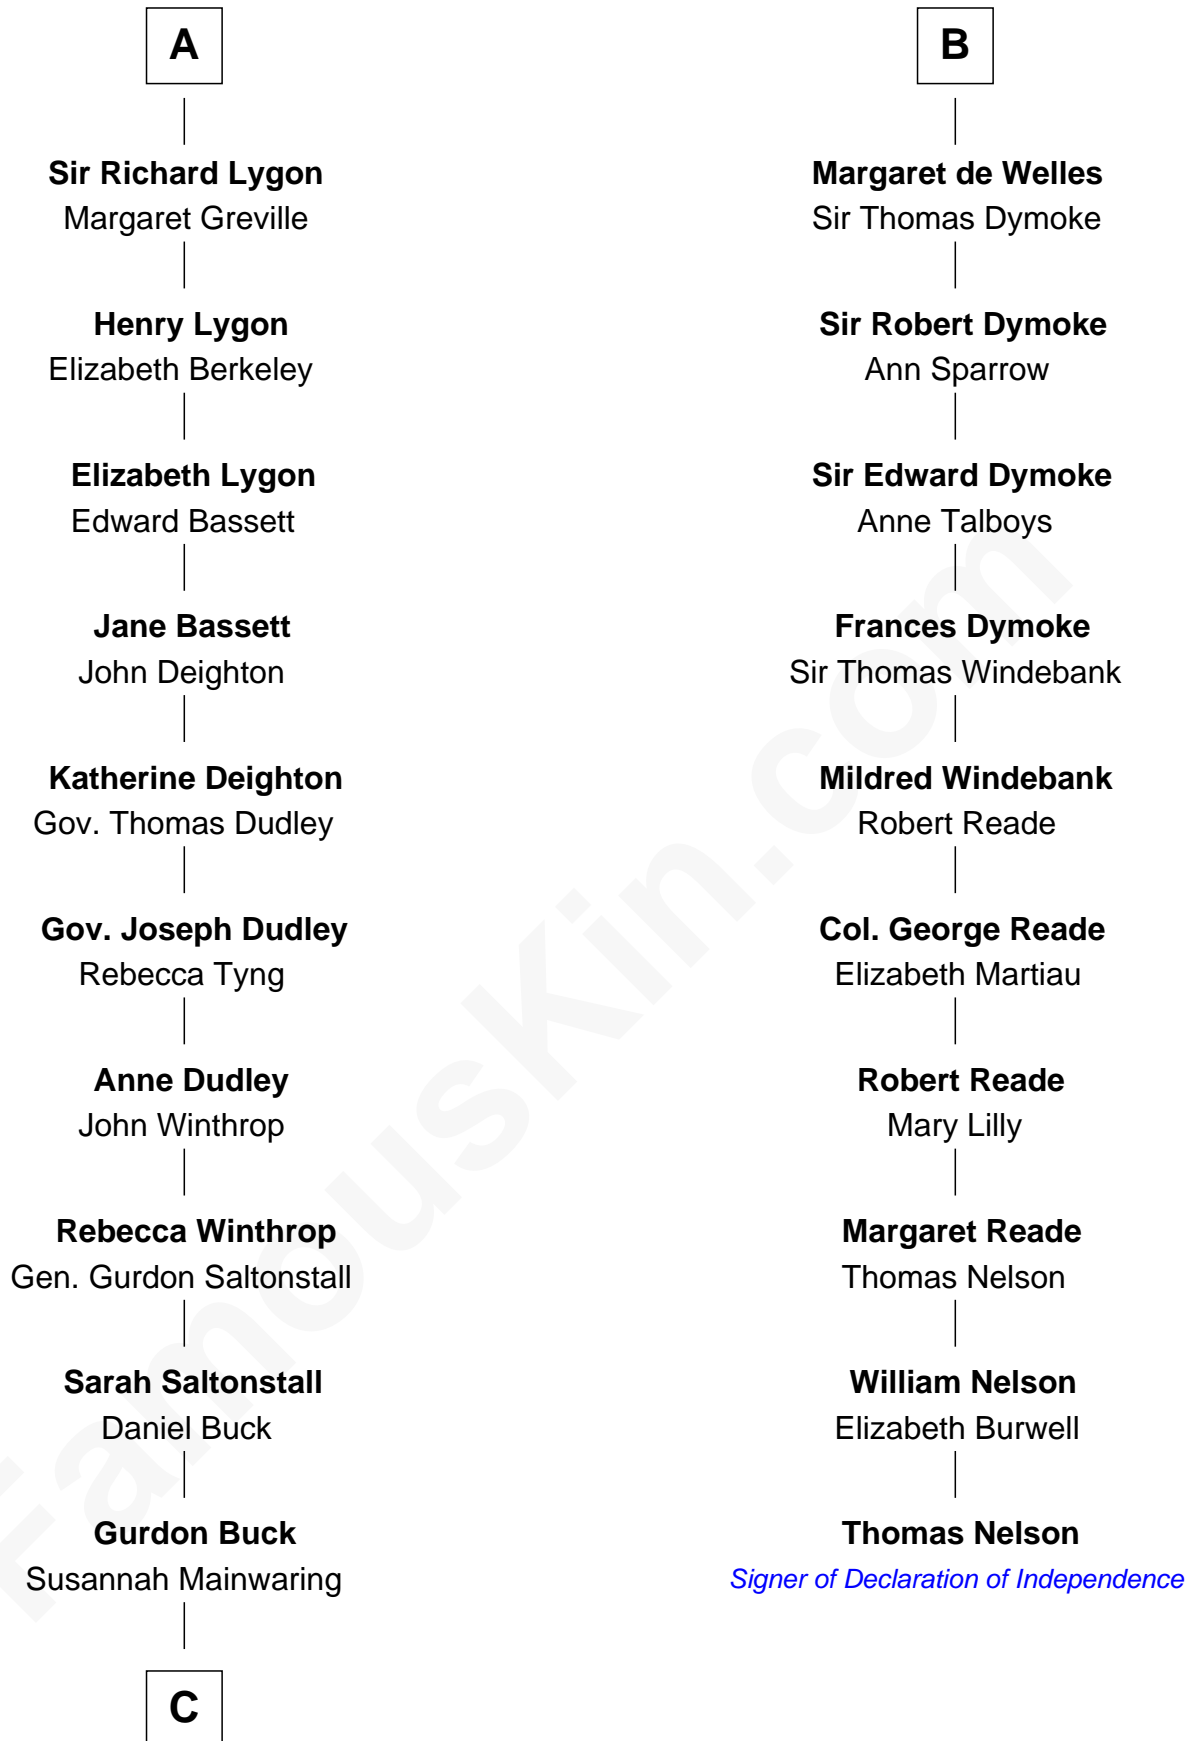 A
Sir Richard Lygon
Margaret Greville
Henry Lygon
Elizabeth Berkeley
Elizabeth Lygon
Edward Bassett
Jane Bassett
John Deighton
Katherine Deighton
Gov. Thomas Dudley
Gov. Joseph Dudley
Rebecca Tyng
Anne Dudley
John Winthrop
Rebecca Winthrop
Gen. Gurdon Saltonstall
Sarah Saltonstall
Daniel Buck
Gurdon Buck
Susannah Mainwaring
C
B
Margaret de Welles
Sir Thomas Dymoke
Sir Robert Dymoke
Ann Sparrow
Sir Edward Dymoke
Anne Talboys
Frances Dymoke
Sir Thomas Windebank
Mildred Windebank
Robert Reade
Col. George Reade
Elizabeth Martiau
Robert Reade
Mary Lilly
Margaret Reade
Thomas Nelson
William Nelson
Elizabeth Burwell
Thomas Nelson
Signer of Declaration of Independence
FamousKin.com